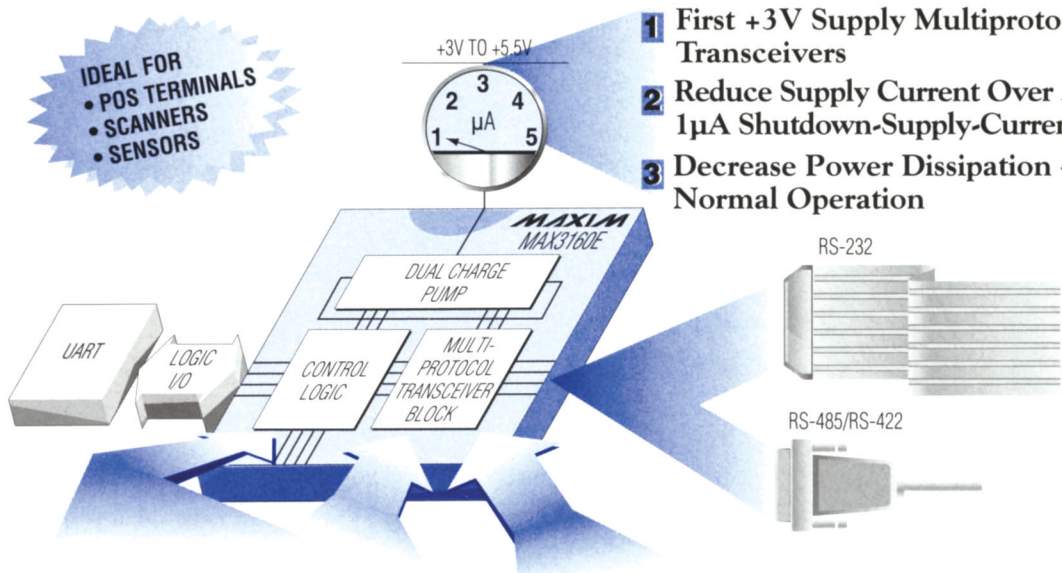 IDEAL FOR
• POS TERMINALS
• SCANNERS
• SENSORS
+3V TO +5.5V
1 2 3 4 5
µA
1 First +3V Supply Multiproto
Transceivers
2 Reduce Supply Current Over
1µA Shutdown-Supply-Curren
3 Decrease Power Dissipation
Normal Operation
MAXIM
MAX3160E
DUAL CHARGE
PUMP
UART
LOGIC
I/O
CONTROL
LOGIC
MULTI-
PROTOCOL
TRANSCEIVER
BLOCK
RS-232
RS-485/RS-422